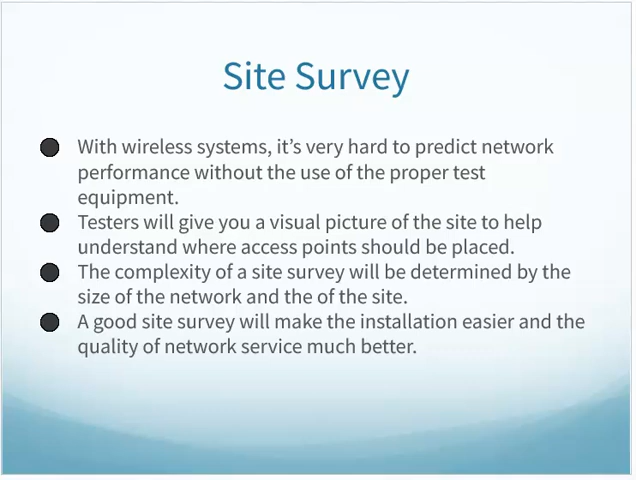 Site Survey
With wireless systems, it’s very hard to predict network
performance without the use of the proper test
equipment.
Testers will give you a visual picture of the site to help
understand where access points should be placed.
The complexity of a site survey will be determined by the
size of the network and the of the site.
A good site survey will make the installation easier and the
quality of network service much better.